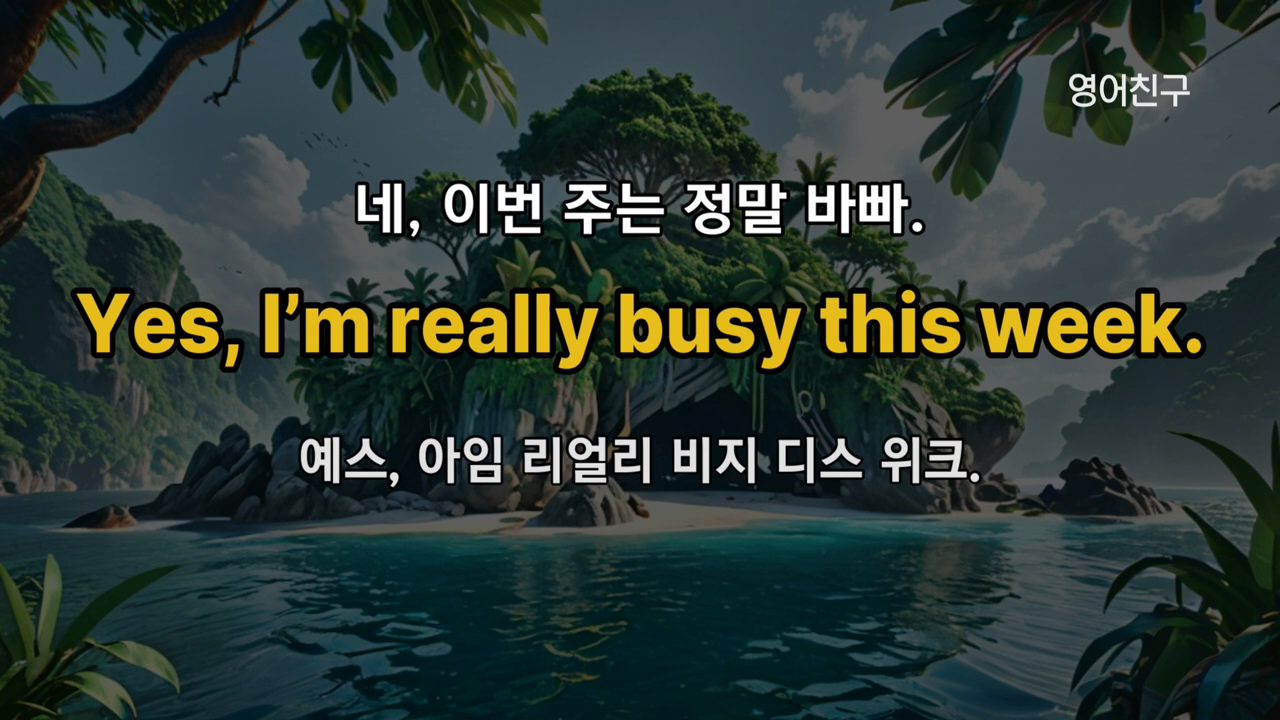 영어친구
네, 이번 주는 정말 바빠.
Yes, I’m really busy this week.
예스, 아임 리얼리 비지 디스 위크.